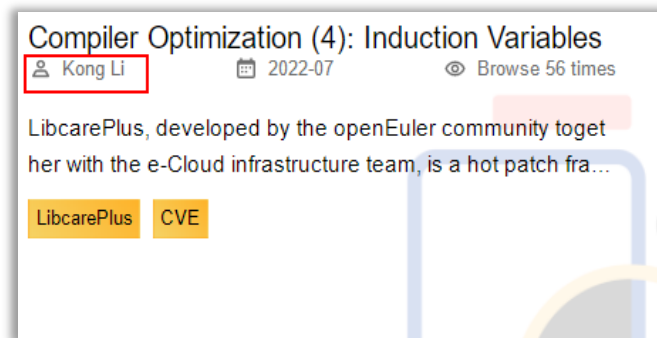 Compiler Optimization (4): Induction Variables
Kong Li 2022-07 Browse 56 times
LibcarePlus, developed by the openEuler community toget
her with the e-Cloud infrastructure team, is a hot patch fra...
LibcarePlus CVE